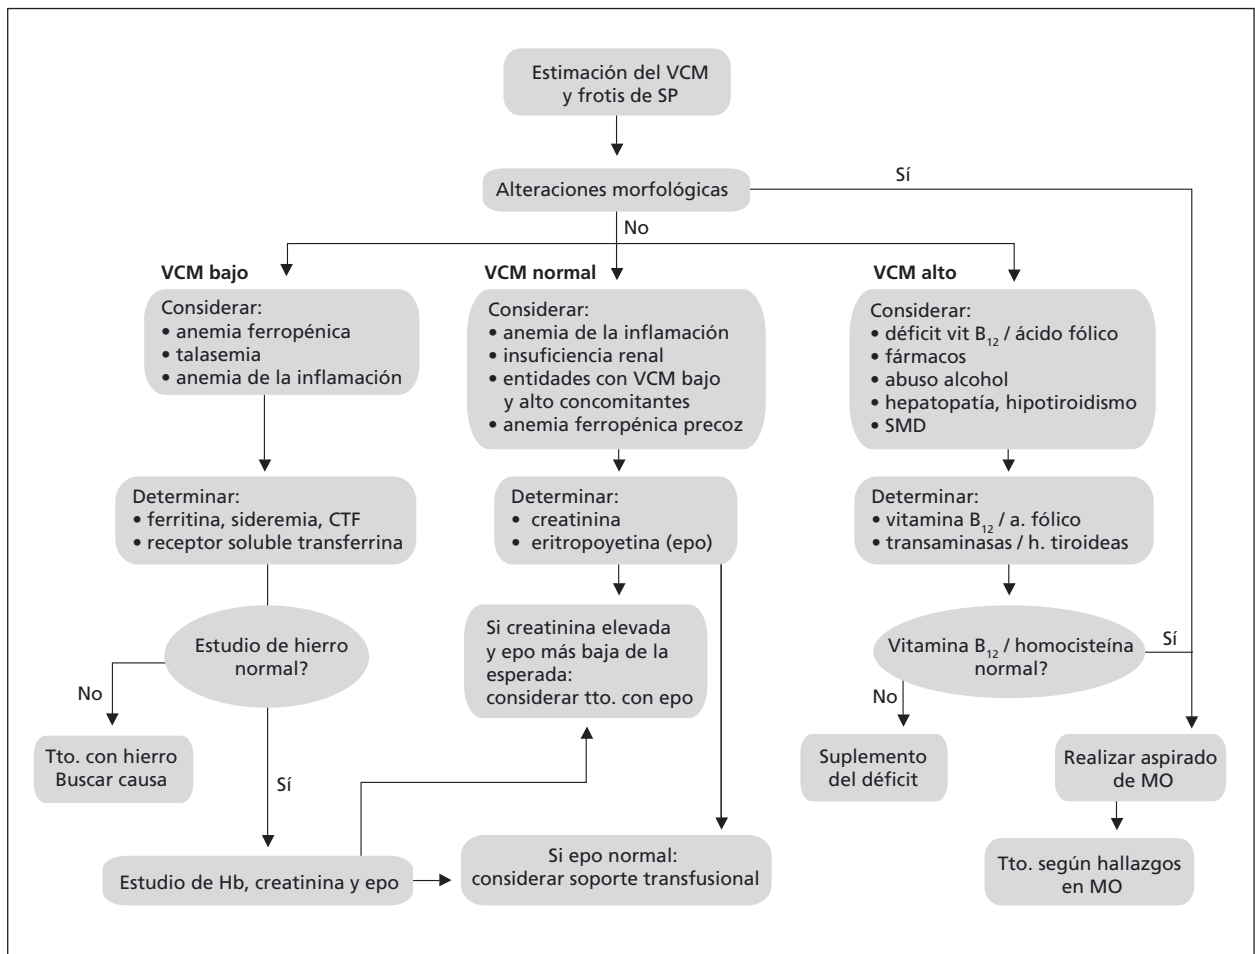 Estimación del VCM
y frotis de SP
Alteraciones morfológicas
Sí
No
VCM bajo
Considerar:
• anemia ferropénica
• talasemia
• anemia de la inflamación
VCM normal
Considerar:
• anemia de la inflamación
• insuficiencia renal
• entidades con VCM bajo
y alto concomitantes
• anemia ferropénica precoz
VCM alto
Considerar:
• déficit vit B₁₂ / ácido fólico
• fármacos
• abuso alcohol
• hepatopatía, hipotiroidismo
• SMD
Determinar:
• ferritina, sideremia, CTF
• receptor soluble transferrina
Determinar:
• creatinina
• eritropoyetina (epo)
Determinar:
• vitamina B₁₂ / a. fólico
• transaminasas / h. tiroideas
Estudio de hierro
normal?
No
Sí
Tto. con hierro
Buscar causa
Si creatinina elevada
y epo más baja de la
esperada:
considerar tto. con epo
Vitamina B₁₂ / homocisteína
normal?
Sí
No
Suplemento
del déficit
Realizar aspirado
de MO
Estudio de Hb, creatinina y epo
Si epo normal:
considerar soporte transfusional
Tto. según hallazgos
en MO